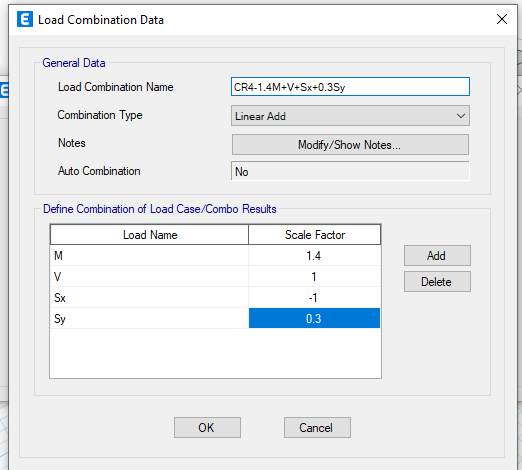 E Load Combination Data
General Data
Load Combination Name CR4-1.4M+V+Sx+0.3Sy
Combination Type Linear Add
Notes Modify/Show Notes...
Auto Combination No
Define Combination of Load Case/Combo Results
Load Name Scale Factor
M 1.4 Add
V 1
Delete
Sx -1
Sy 0.3
OK Cancel